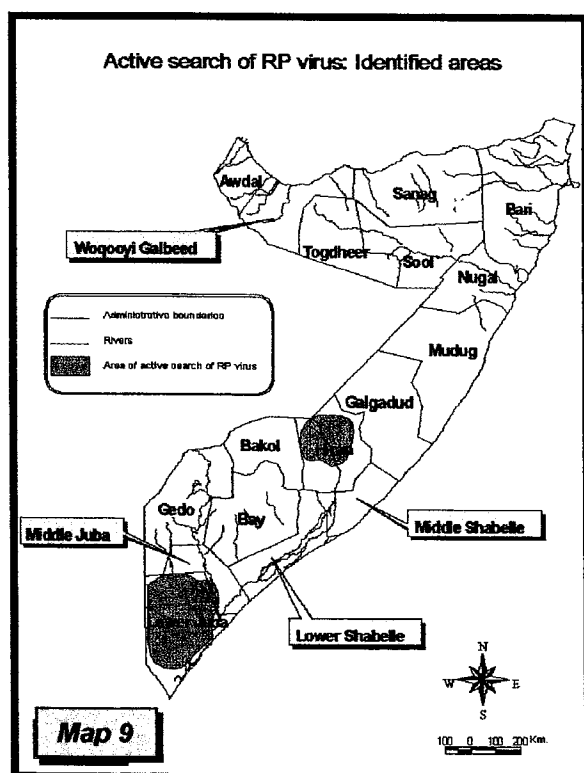 Active search of RP virus: Identified areas
Awdal
Sanag
Bari
Woqooyi Galbeed
Togdheer
Sool
Nugal
Administrative boundaries
Rivers
Area of active search of RP virus
Mudug
Galgadud
Bakol
Gedo
Bay
Middle Juba
Middle Shabelle
Lower Shabelle
N
W E
S
Map 9
100 0 100 200 Km.